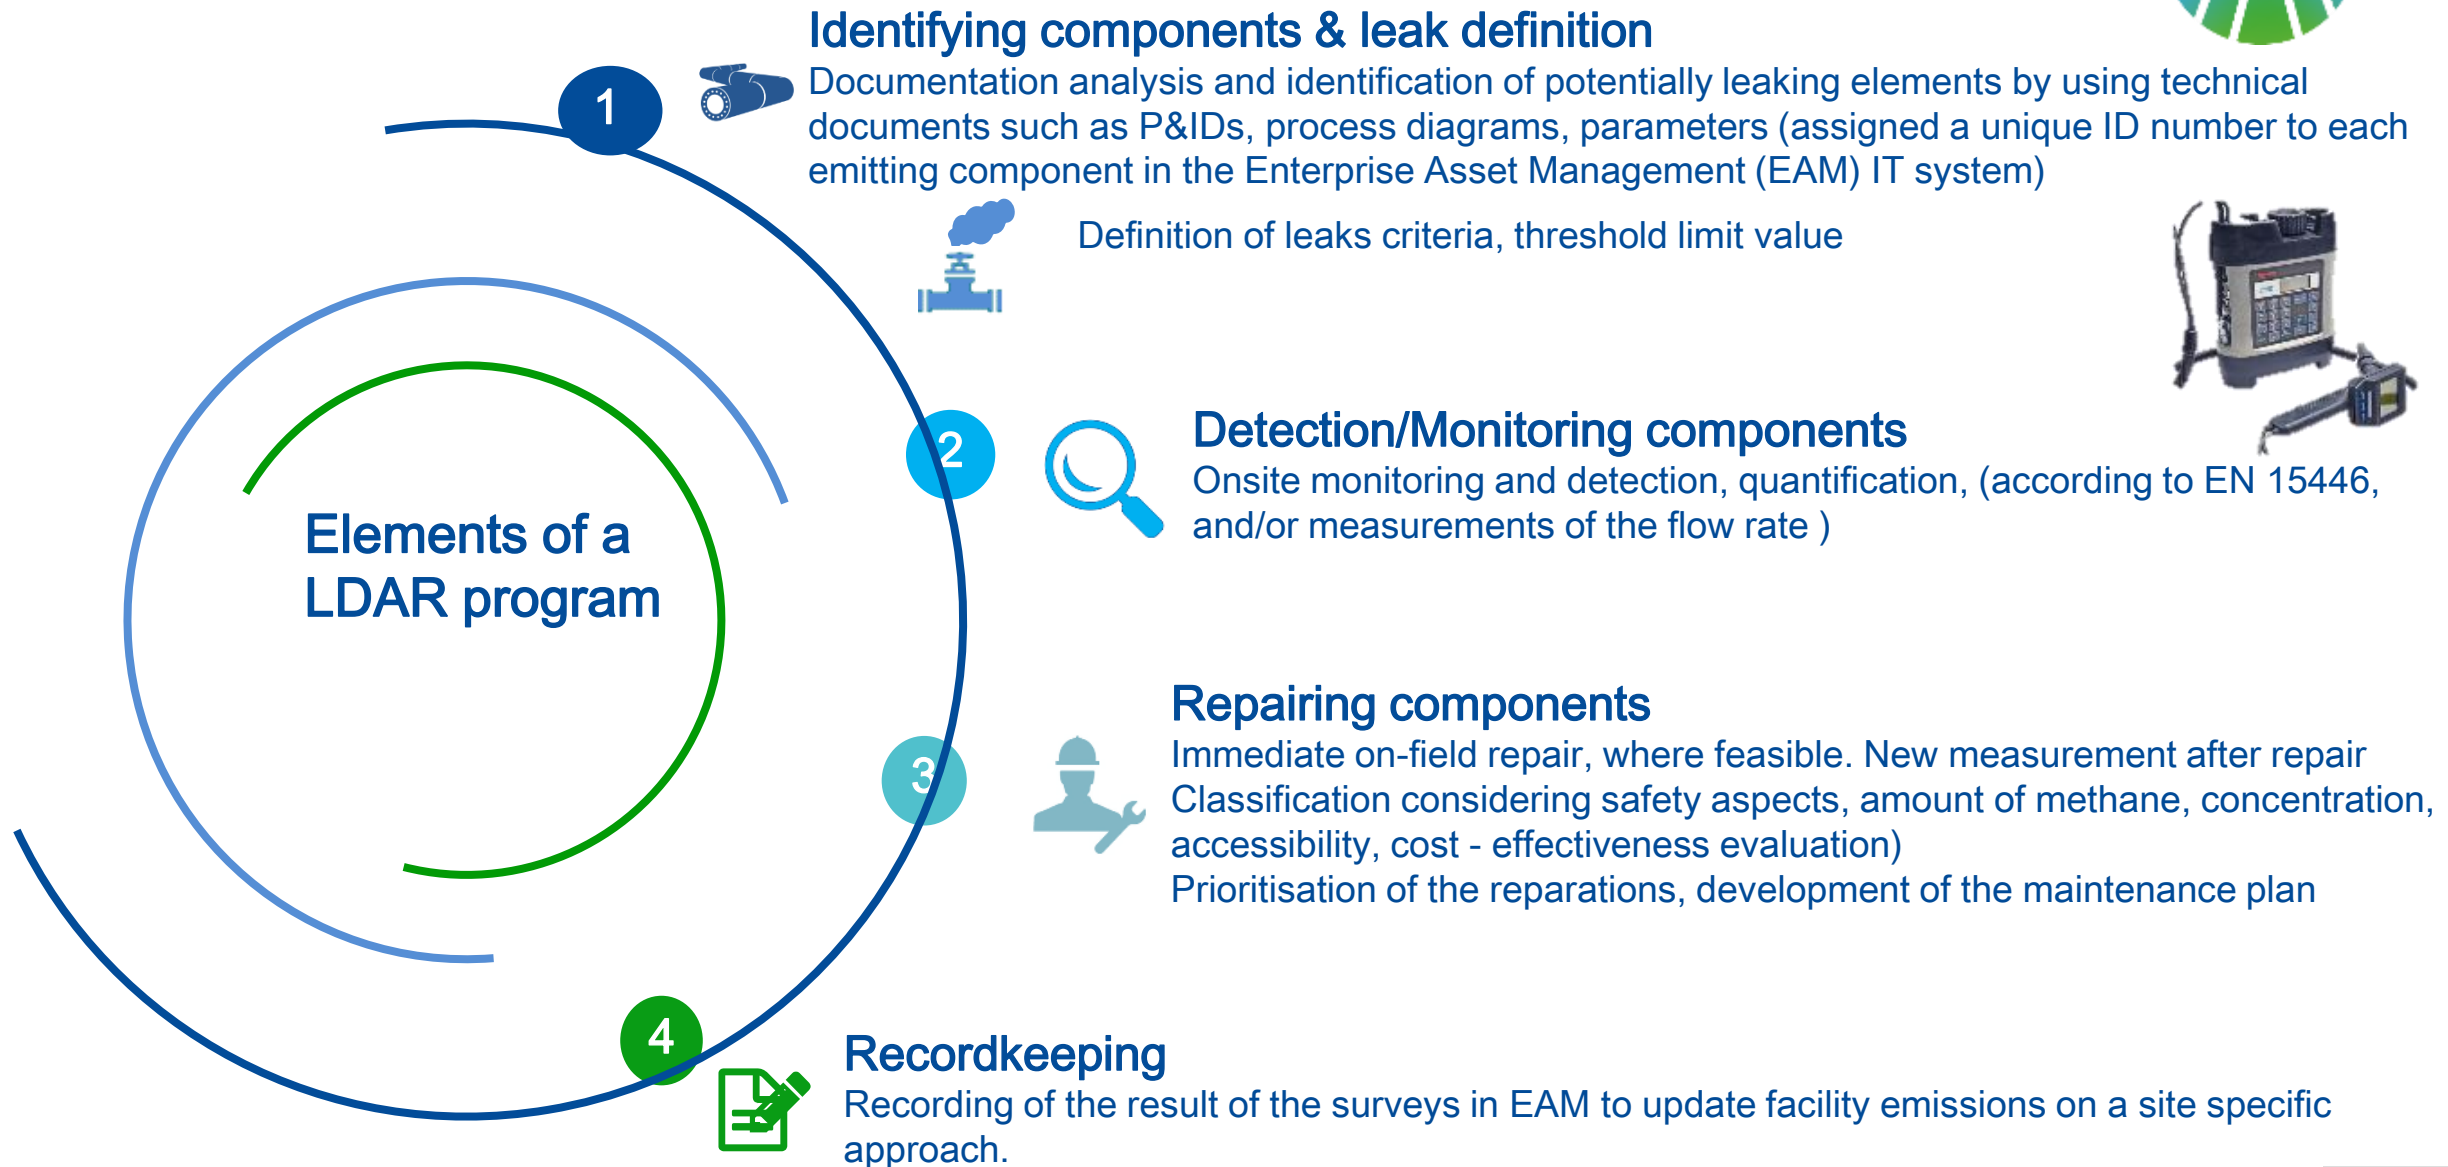 Identifying components & leak definition
1
Documentation analysis and identification of potentially leaking elements by using technical
documents such as P&IDs, process diagrams, parameters (assigned a unique ID number to each
emitting component in the Enterprise Asset Management (EAM) IT system)
Definition of leaks criteria, threshold limit value
2
Detection/Monitoring components
Onsite monitoring and detection, quantification, (according to EN 15446,
and/or measurements of the flow rate )
Elements of a
LDAR program
3
Repairing components
Immediate on-field repair, where feasible. New measurement after repair
Classification considering safety aspects, amount of methane, concentration,
accessibility, cost - effectiveness evaluation)
Prioritisation of the reparations, development of the maintenance plan
4
Recordkeeping
Recording of the result of the surveys in EAM to update facility emissions on a site specific
approach.